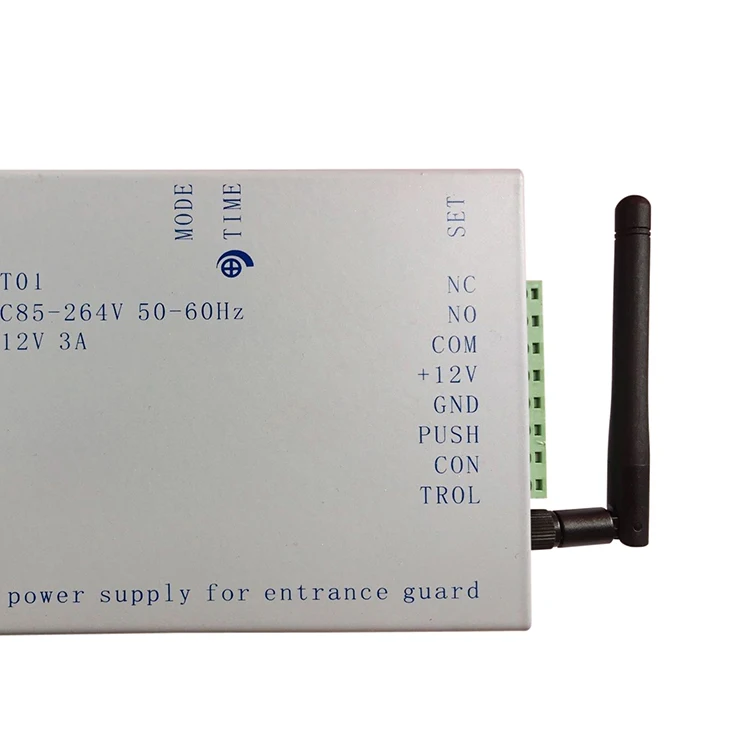 MODE
TIME
SET
T01
C85-264V 50-60Hz
12V 3A
NC
NO
COM
+12V
GND
PUSH
CON
TROL
power supply for entrance guard